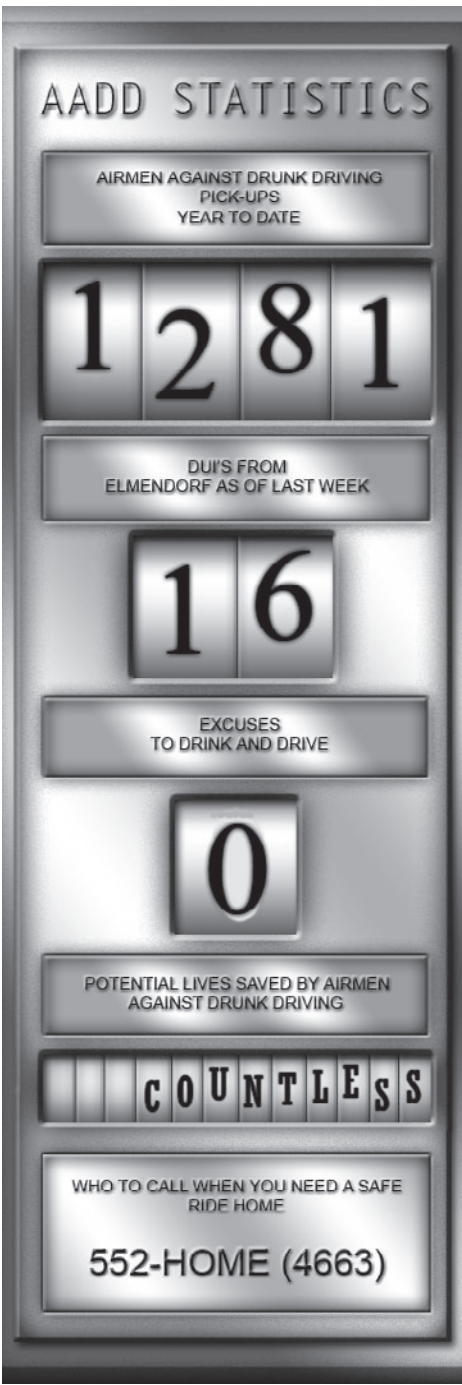 AADD STATISTICS
AIRMEN AGAINST DRUNK DRIVING
PICK-UPS
YEAR TO DATE
1281
DUI'S FROM
ELMENDORF AS OF LAST WEEK
16
EXCUSES
TO DRINK AND DRIVE
0
POTENTIAL LIVES SAVED BY AIRMEN
AGAINST DRUNK DRIVING
COUNTLESS
WHO TO CALL WHEN YOU NEED A SAFE
RIDE HOME
552-HOME (4663)